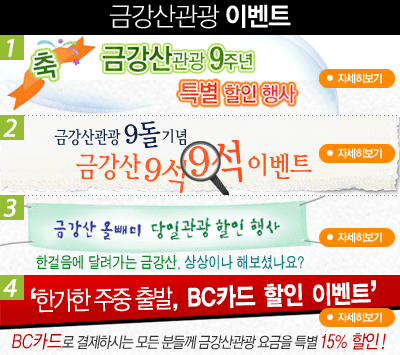 금강산관광 이벤트
1
축 금강산관광 9주년
특별 할인 행사
자세히보기
2
금강산관광 9돌기념
금강산 9석 9석 이벤트
자세히보기
3
금강산 올빼미 당일관광 할인 행사
자세히보기
한걸음에 달려가는 금강산, 상상이나 해보셨나요?
4
‘한가한 주중 출발, BC카드 할인 이벤트’
자세히보기
BC카드로 결제하시는 모든 분들께 금강산관광 요금을 특별 15% 할인!